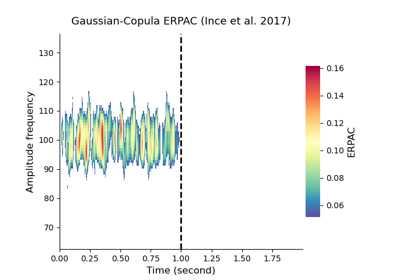 Gaussian-Copula ERPAC (Ince et al. 2017)
130
120
110
100
90
80
70
Amplitude frequency
0.00 0.25 0.50 0.75 1.00 1.25 1.50 1.75
Time (second)
0.16
0.14
0.12
0.10
0.08
0.06
ERPAC